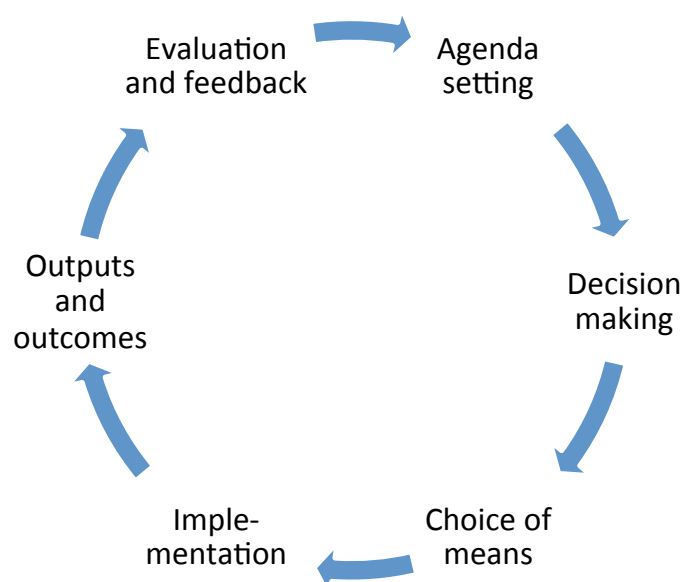 Evaluation
and feedback
Agenda
setting
Decision
making
Choice of
means
Imple-
mentation
Outputs
and
outcomes